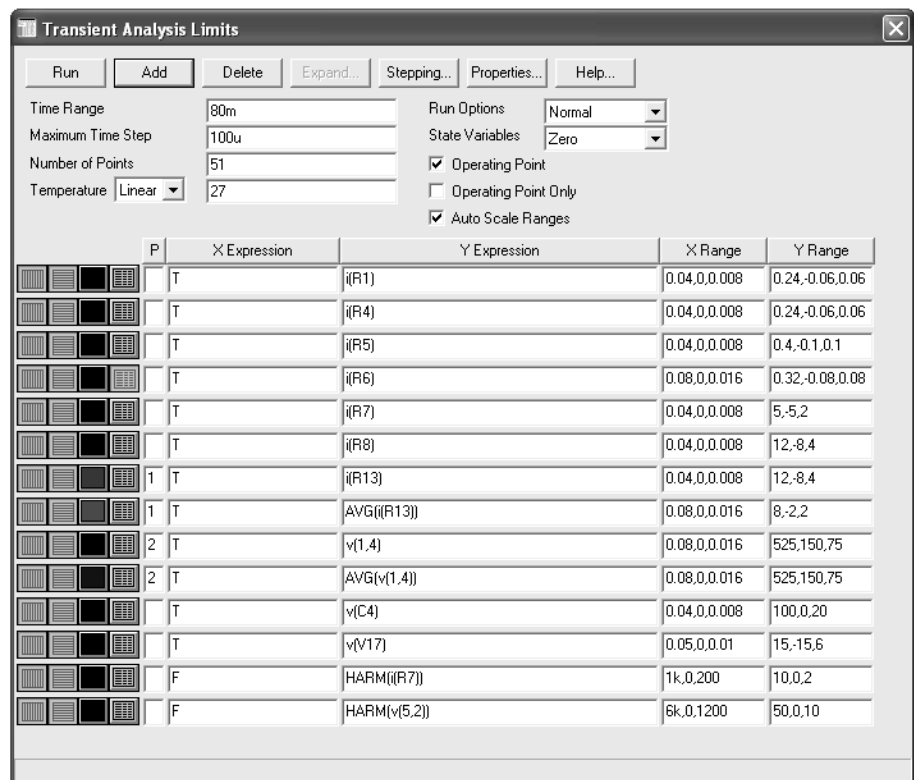 Transient Analysis Limits
Run Add Delete Expand... Stepping... Properties... Help...
Time Range 80m Run Options Normal
Maximum Time Step 100u State Variables Zero
Number of Points 51 Operating Point
Temperature Linear 27 Operating Point Only
Auto Scale Ranges
P X Expression Y Expression X Range Y Range
T i(R1) 0.04,0,0.008 0.24,-0.06,0.06
T i(R4) 0.04,0,0.008 0.24,-0.06,0.06
T i(R5) 0.04,0,0.008 0.4,-0.1,0.1
T i(R6) 0.08,0,0.016 0.32,-0.08,0.08
T i(R7) 0.04,0,0.008 5,-5,2
T i(R8) 0.04,0,0.008 12,-8,4
1 T i(R13) 0.04,0,0.008 12,-8,4
1 T AVG(i(R13)) 0.08,0,0.016 8,-2,2
2 T v(1,4) 0.08,0,0.016 525,150,75
2 T AVG(v(1,4)) 0.08,0,0.016 525,150,75
T v(C4) 0.04,0,0.008 100,0,20
T v(V17) 0.05,0,0.01 15,-15,6
F HARM(i(R7)) 1k,0,200 10,0,2
F HARM(v(5,2)) 6k,0,1200 50,0,10